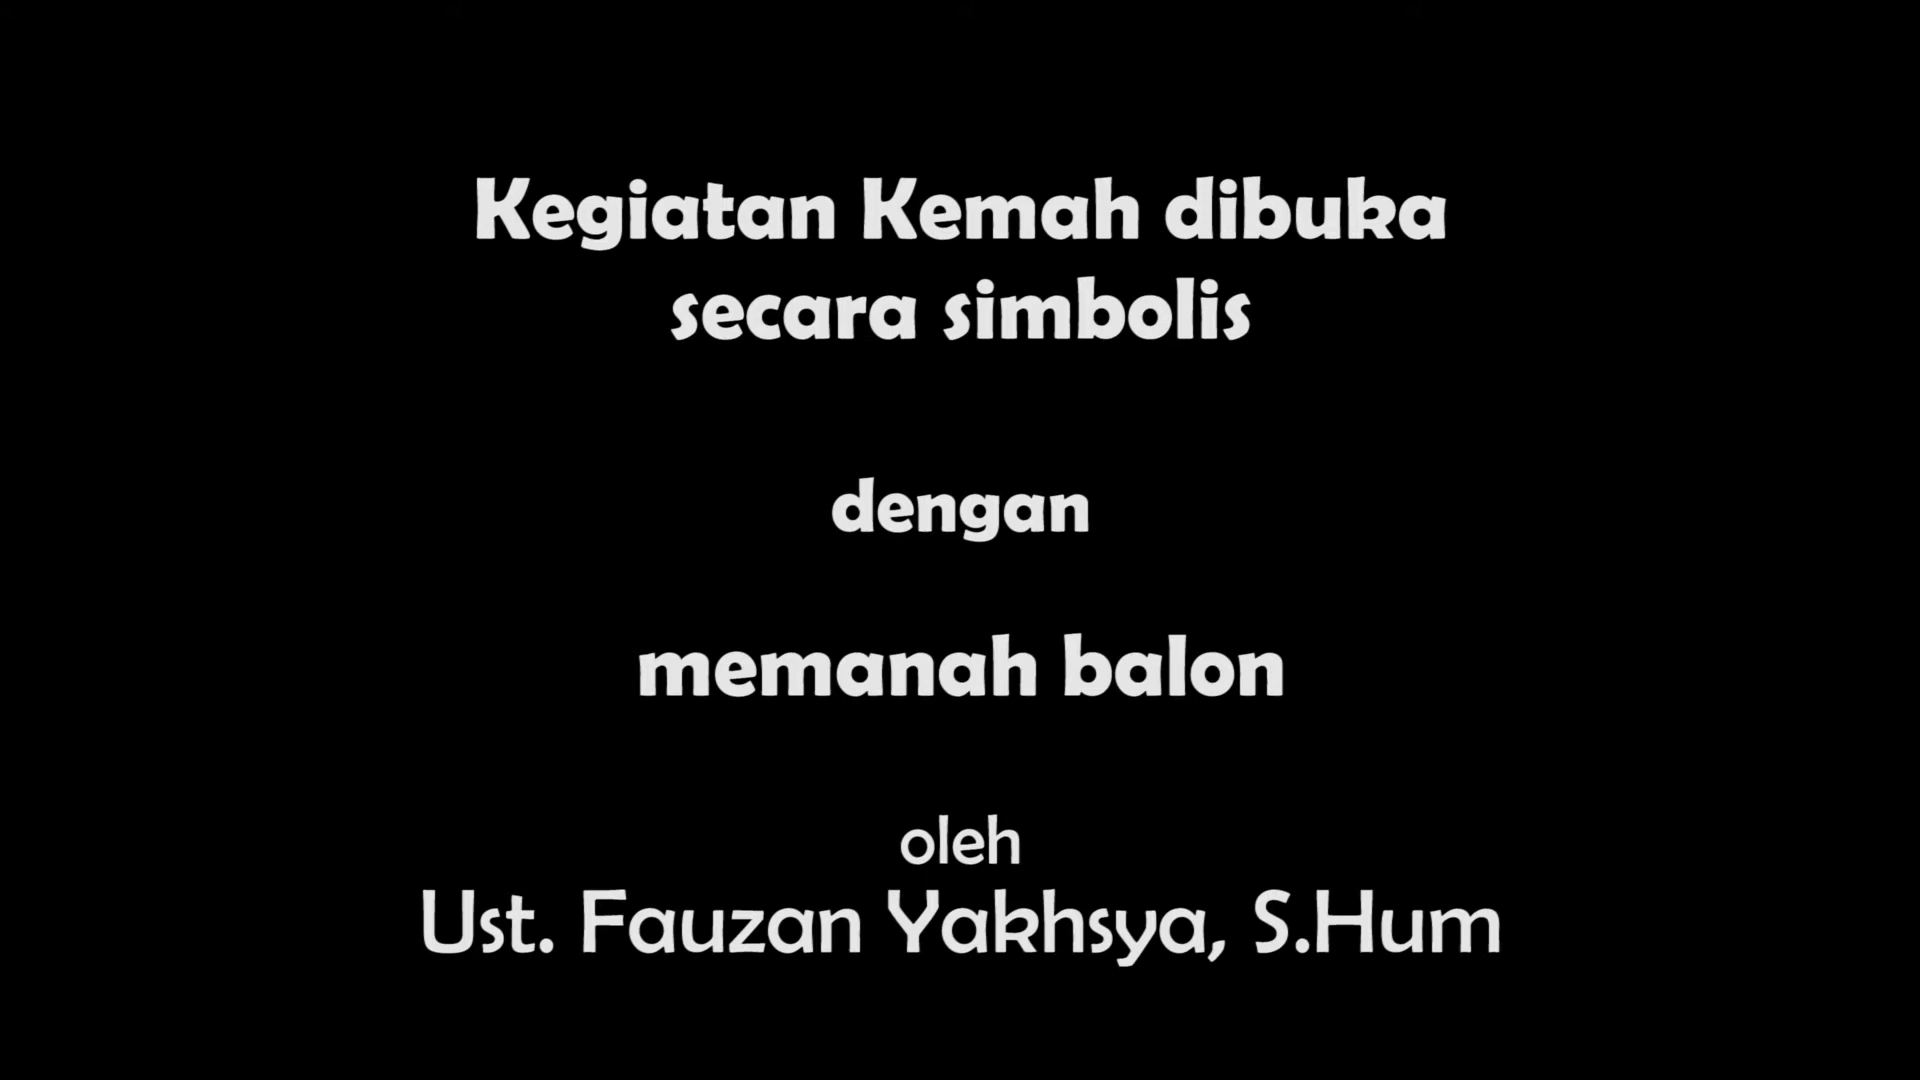 Kegiatan Kemah dibuka
secara simbolis
dengan
memanah balon
oleh
Ust. Fauzan Yakhsya, S.Hum